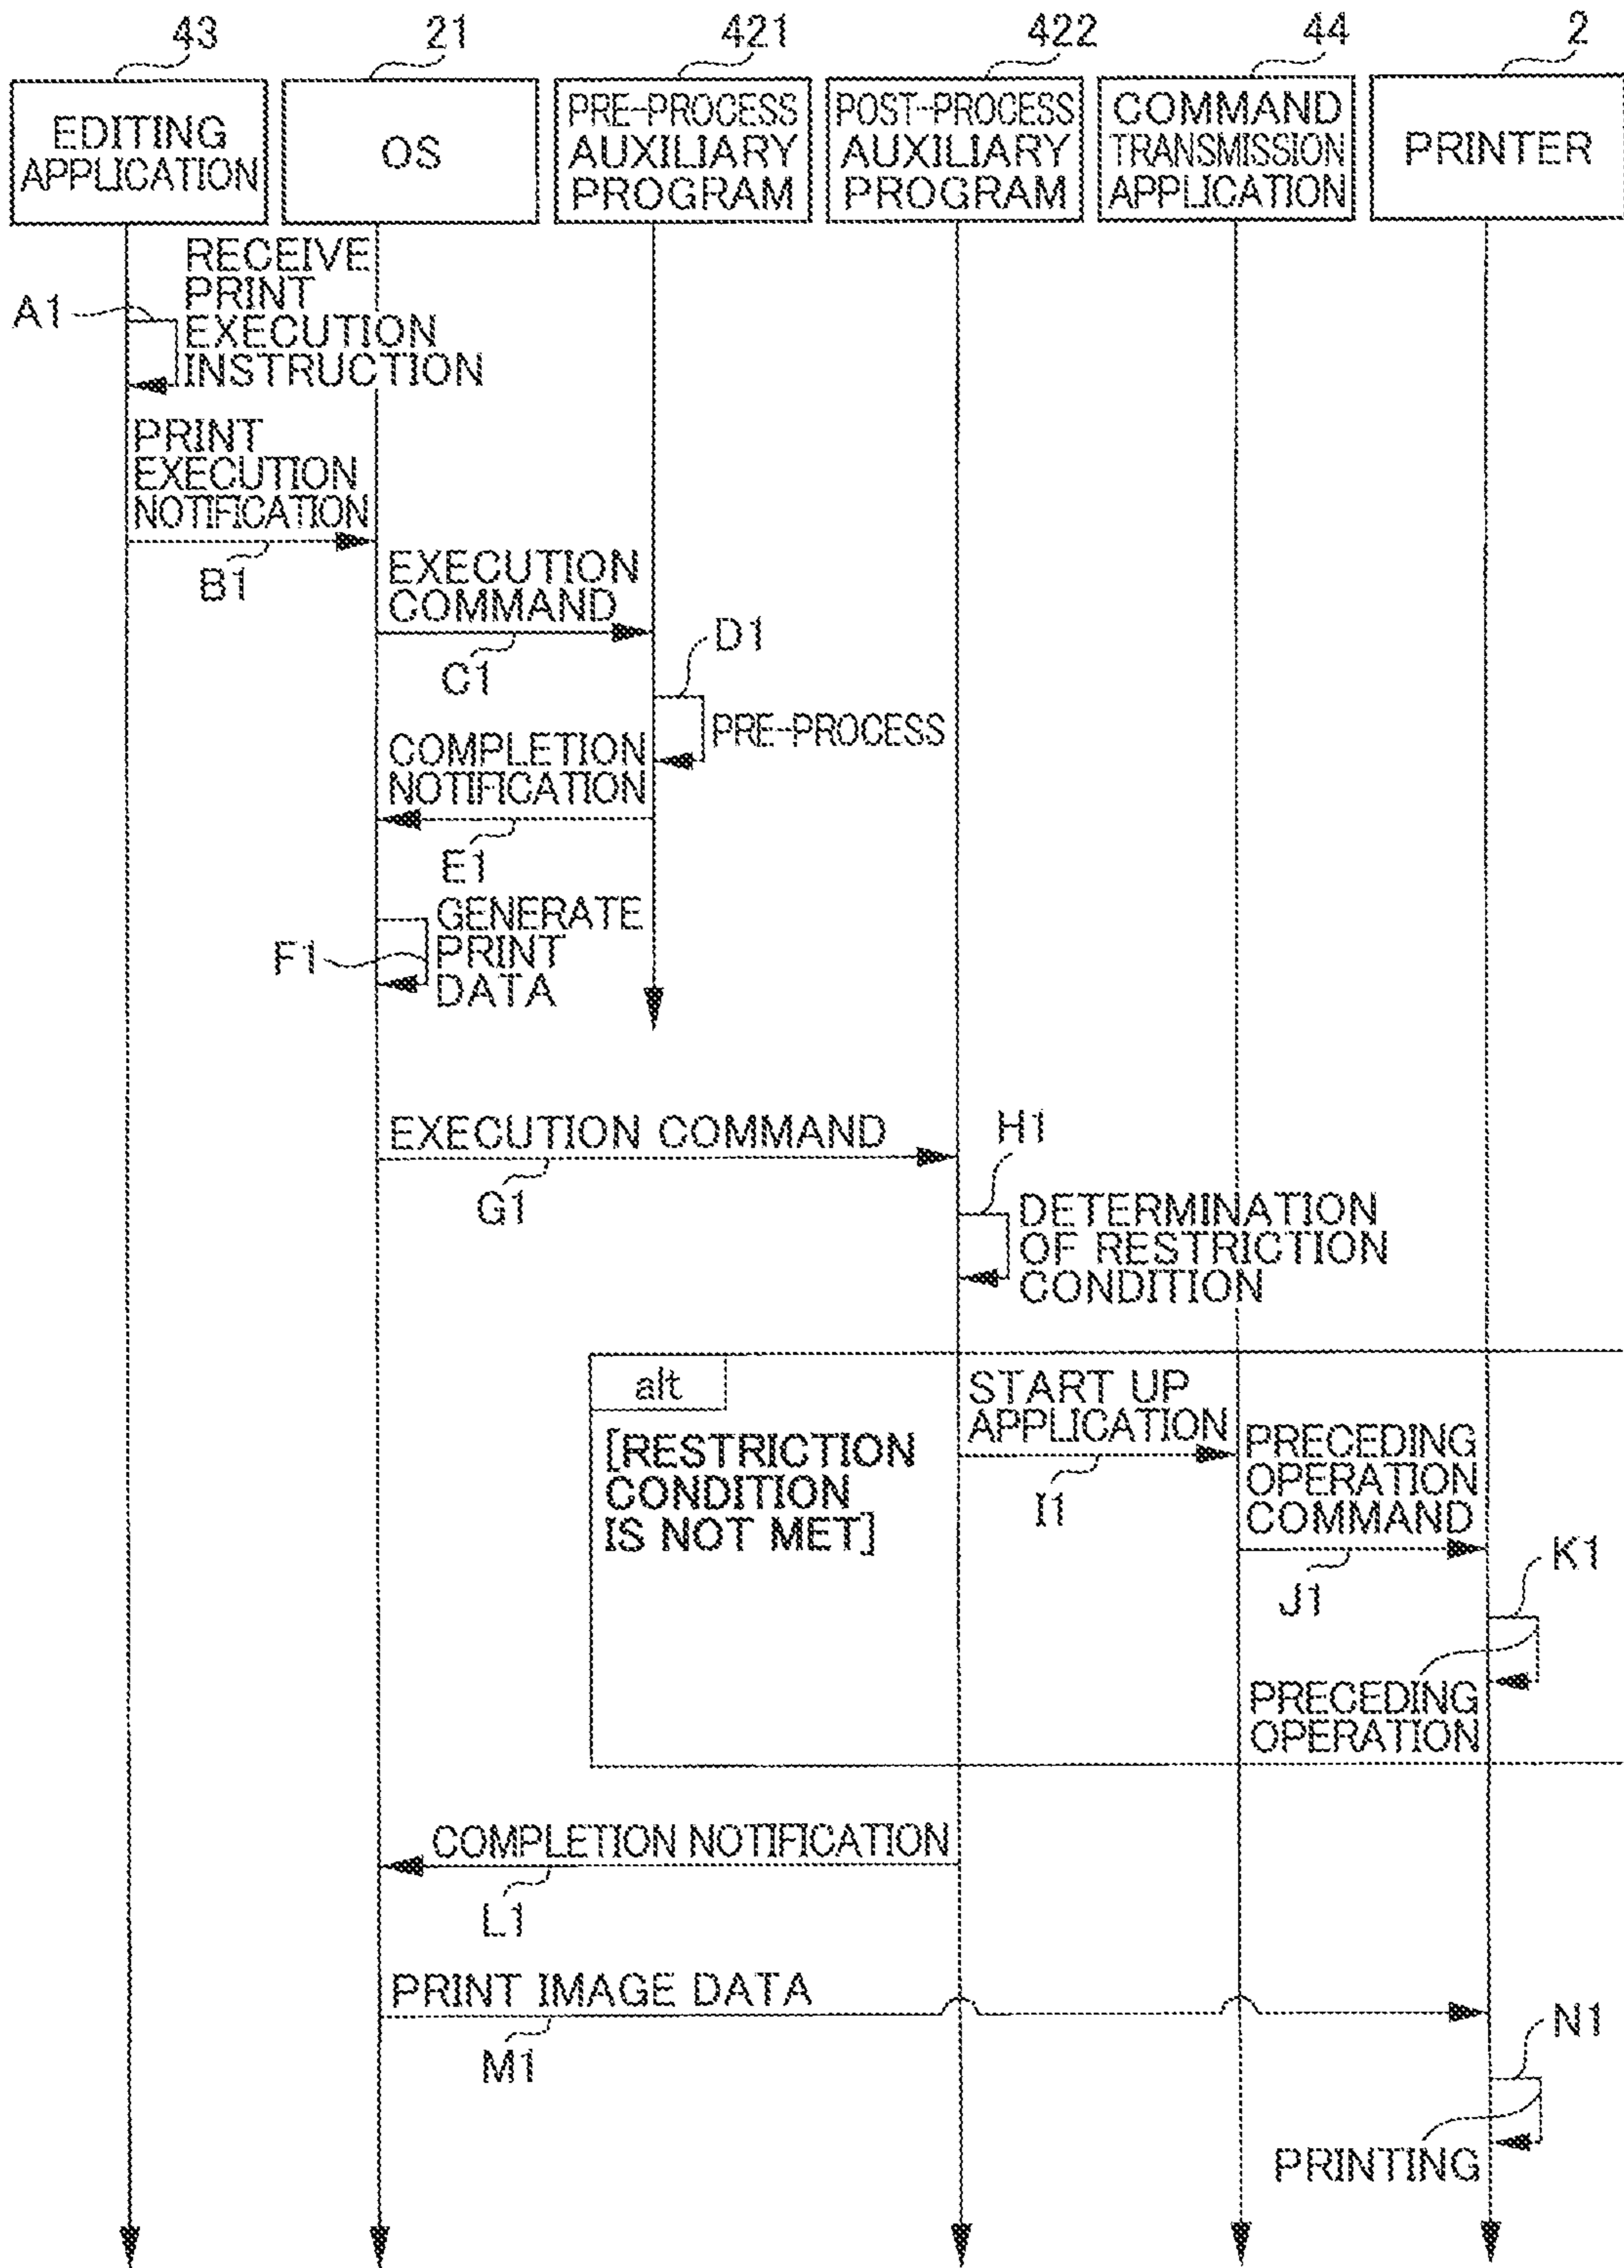 43
21
421
422
44
2
EDITING
APPLICATION
OS
PRE-PROCESS
AUXILIARY
PROGRAM
POST-PROCESS
AUXILIARY
PROGRAM
COMMAND
TRANSMISSION
APPLICATION
PRINTER
A1
RECEIVE
PRINT
EXECUTION
INSTRUCTION
PRINT
EXECUTION
NOTIFICATION
B1
EXECUTION
COMMAND
C1
D1
PRE-PROCESS
COMPLETION
NOTIFICATION
E1
F1
GENERATE
PRINT
DATA
EXECUTION COMMAND
G1
H1
DETERMINATION
OF RESTRICTION
CONDITION
alt
[RESTRICTION
CONDITION
IS NOT MET]
START UP
APPLICATION
I1
PRECEDING
OPERATION
COMMAND
J1
K1
PRECEDING
OPERATION
COMPLETION NOTIFICATION
L1
PRINT IMAGE DATA
M1
N1
PRINTING